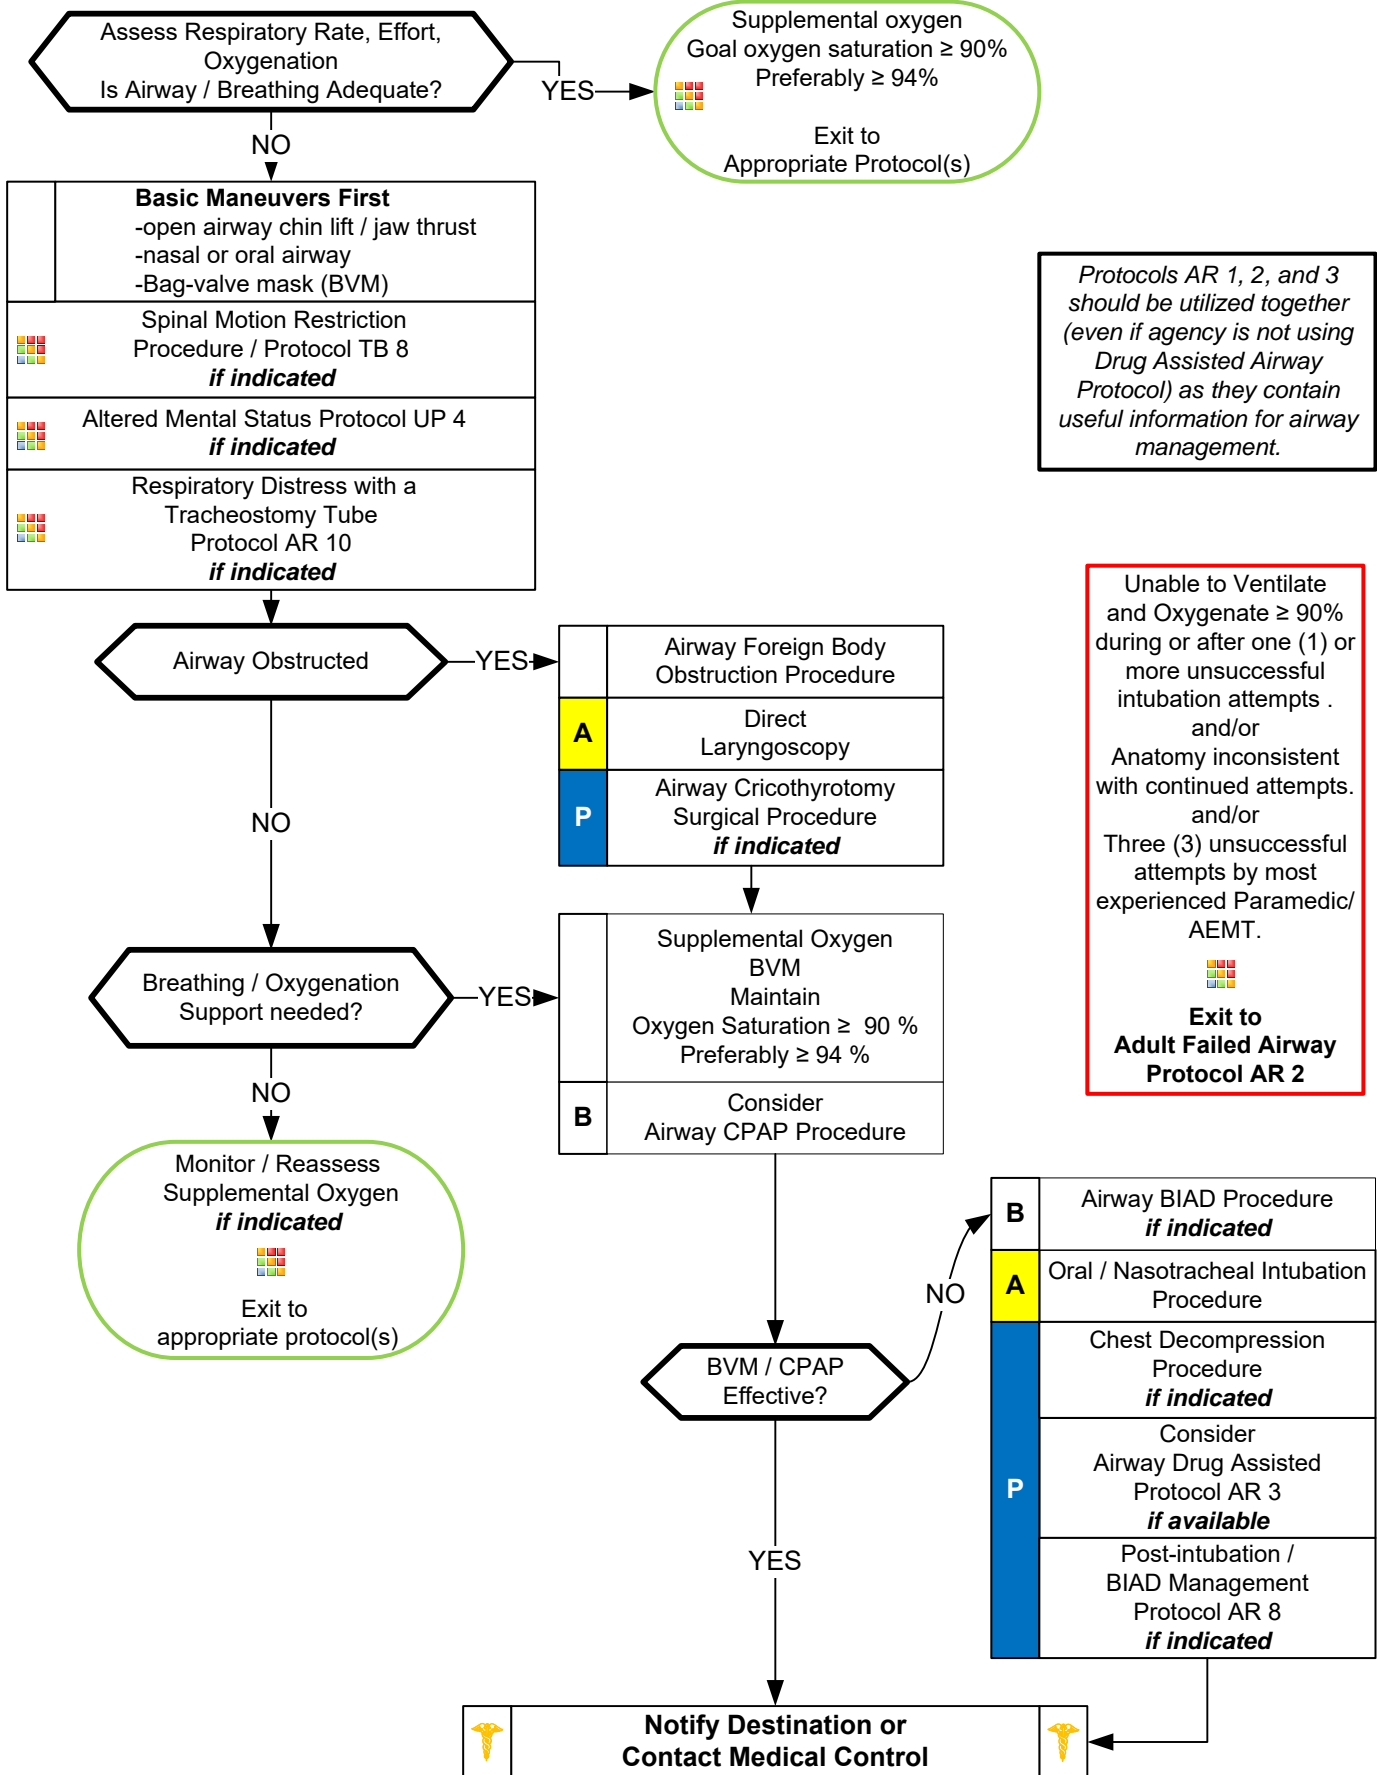 Assess Respiratory Rate, Effort,
Oxygenation
Is Airway / Breathing Adequate?
YES
Supplemental oxygen
Goal oxygen saturation ≥ 90%
Preferably ≥ 94%
Exit to
Appropriate Protocol(s)
NO
Basic Maneuvers First
-open airway chin lift / jaw thrust
-nasal or oral airway
-Bag-valve mask (BVM)
Spinal Motion Restriction
Procedure / Protocol TB 8
if indicated
Altered Mental Status Protocol UP 4
if indicated
Respiratory Distress with a
Tracheostomy Tube
Protocol AR 10
if indicated
Protocols AR 1, 2, and 3
should be utilized together
(even if agency is not using
Drug Assisted Airway
Protocol) as they contain
useful information for airway
management.
Unable to Ventilate
and Oxygenate ≥ 90%
during or after one (1) or
more unsuccessful
intubation attempts .
and/or
Anatomy inconsistent
with continued attempts.
and/or
Three (3) unsuccessful
attempts by most
experienced Paramedic/
AEMT.
Exit to
Adult Failed Airway
Protocol AR 2
Airway Obstructed
YES
Airway Foreign Body
Obstruction Procedure
A
Direct
Laryngoscopy
P
Airway Cricothyrotomy
Surgical Procedure
if indicated
NO
Breathing / Oxygenation
Support needed?
YES
Supplemental Oxygen
BVM
Maintain
Oxygen Saturation ≥ 90 %
Preferably ≥ 94 %
B
Consider
Airway CPAP Procedure
NO
Monitor / Reassess
Supplemental Oxygen
if indicated
Exit to
appropriate protocol(s)
BVM / CPAP
Effective?
NO
B
Airway BIAD Procedure
if indicated
A
Oral / Nasotracheal Intubation
Procedure
P
Chest Decompression
Procedure
if indicated
Consider
Airway Drug Assisted
Protocol AR 3
if available
Post-intubation /
BIAD Management
Protocol AR 8
if indicated
YES
Notify Destination or
Contact Medical Control